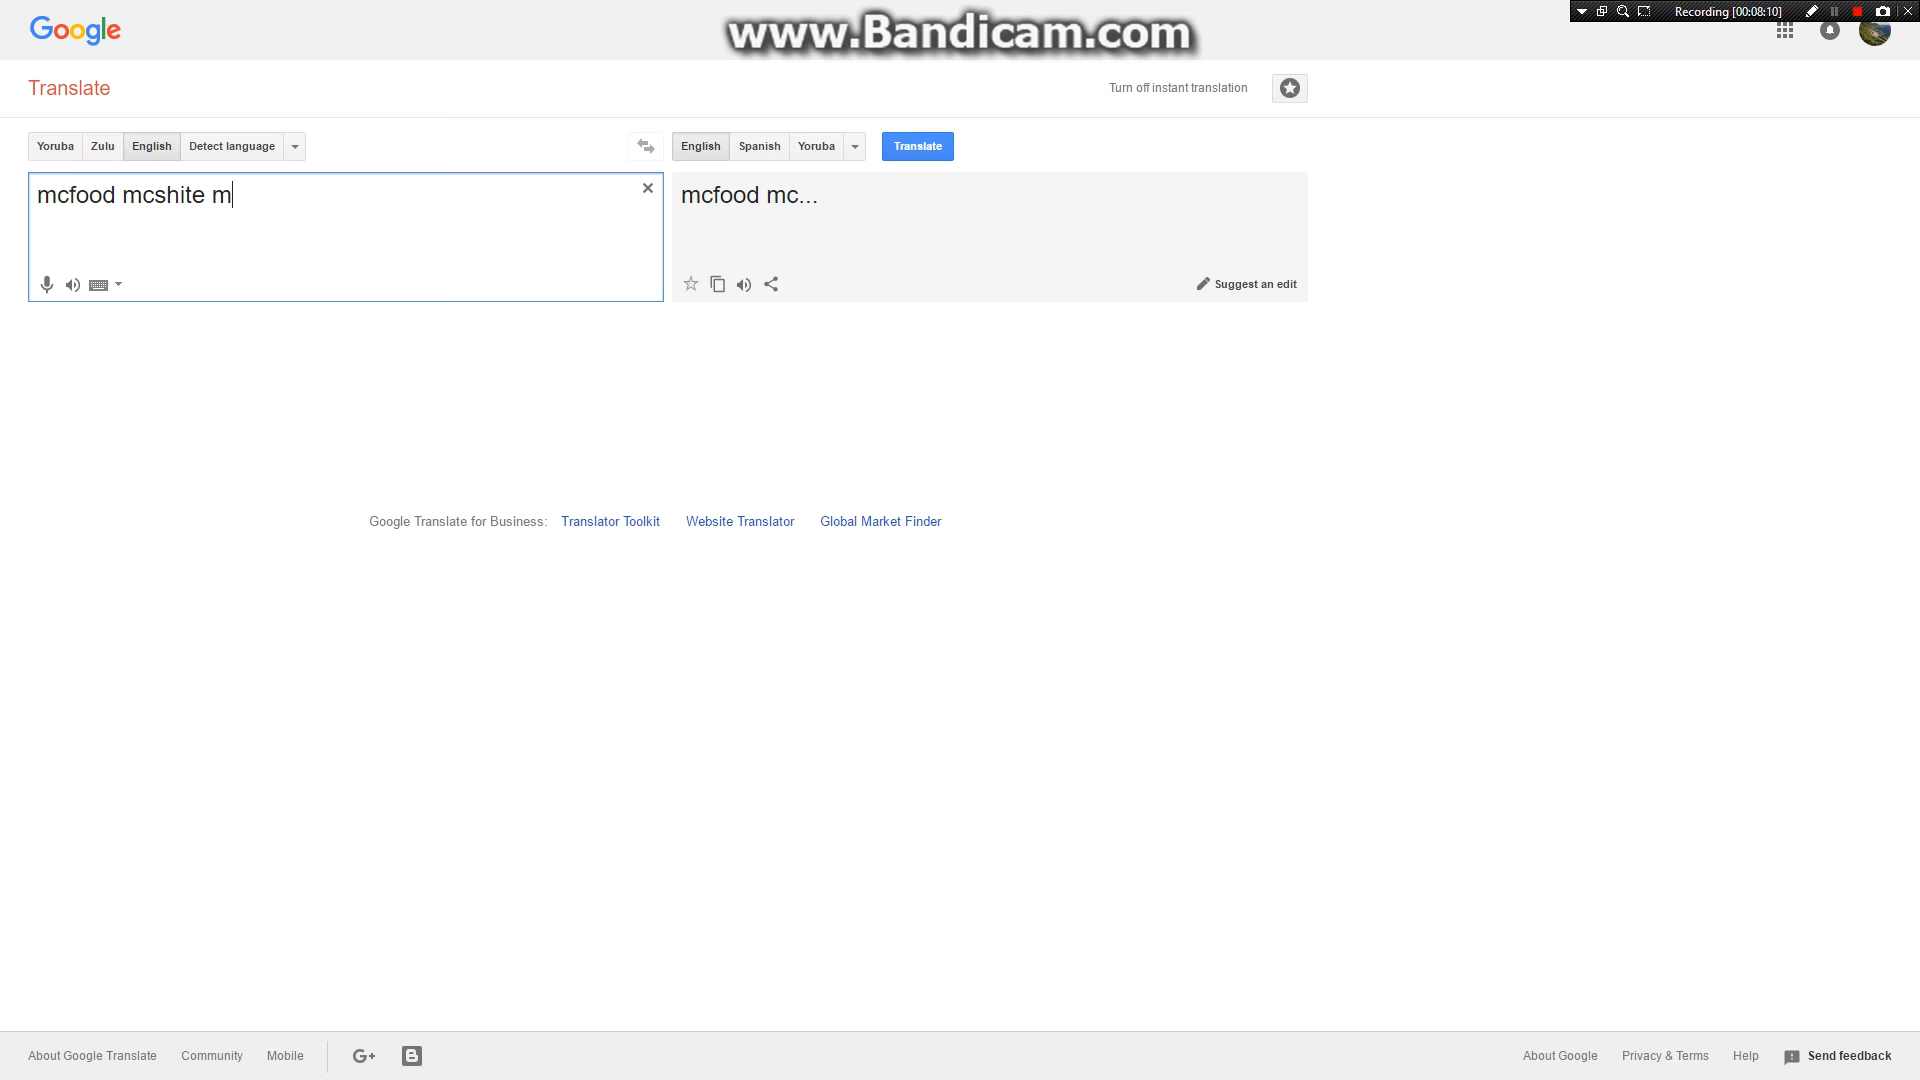 www.Bandicam.com
Recording [00:08:10]
Google
Translate
Turn off instant translation
Yoruba Zulu English Detect language
English Spanish Yoruba Translate
mcfood mcshite m
mcfood mc...
Suggest an edit
Google Translate for Business: Translator Toolkit Website Translator Global Market Finder
About Google Translate Community Mobile G+ B
About Google Privacy & Terms Help Send feedback